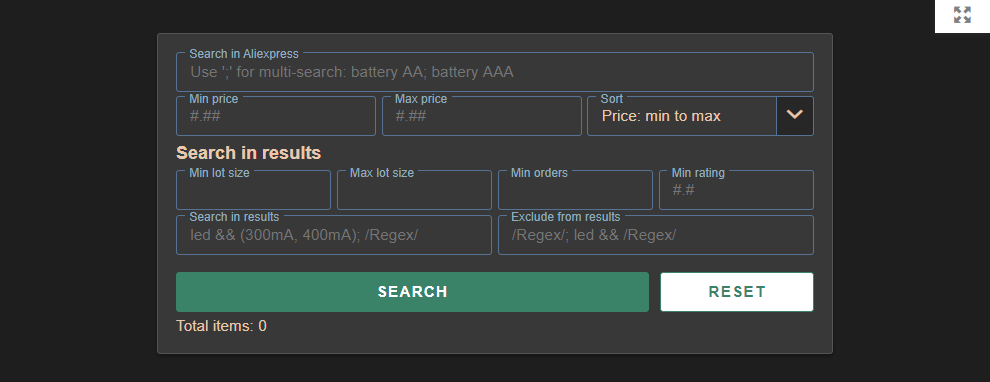 Search in Aliexpress
Use ';' for multi-search: battery AA; battery AAA
Min price
#.##
Max price
#.##
Sort
Price: min to max
Search in results
Min lot size
Max lot size
Min orders
Min rating
#.#
Search in results
led && (300mA, 400mA); /Regex/
Exclude from results
/Regex/; led && /Regex/
SEARCH
RESET
Total items: 0